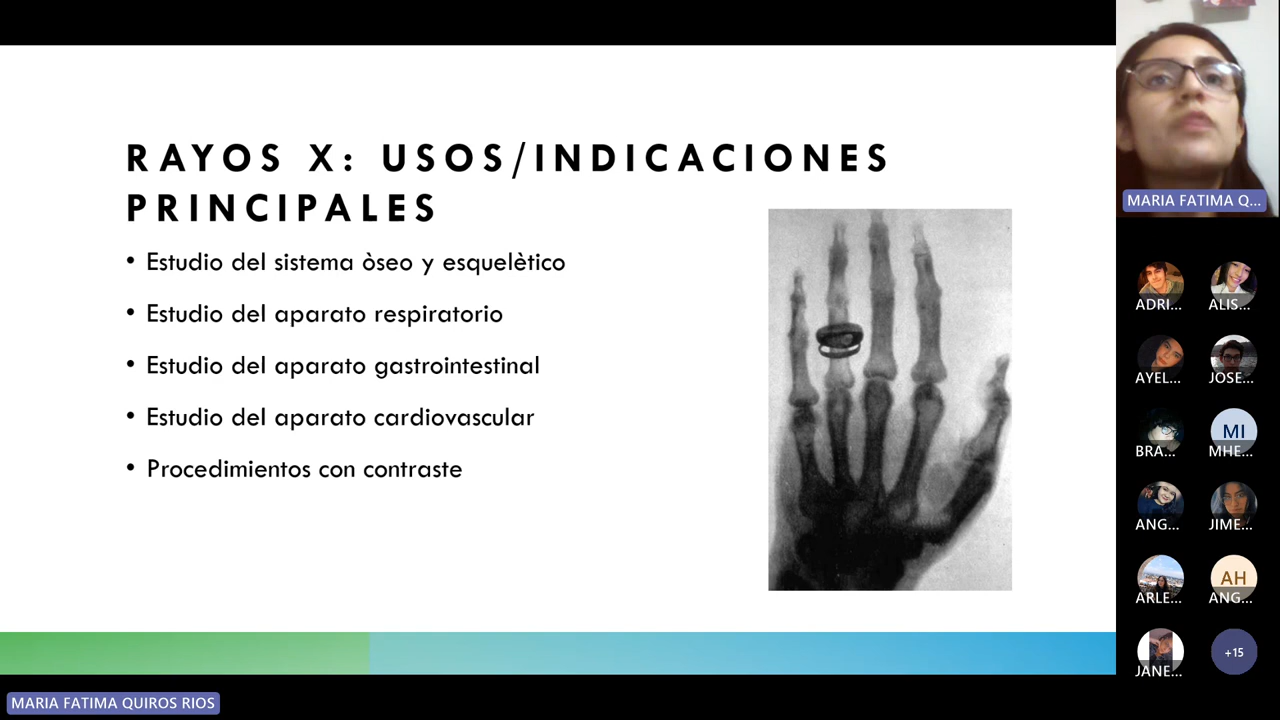 RAYOS X: USOS/INDICACIONES
PRINCIPALES
• Estudio del sistema òseo y esquelètico
• Estudio del aparato respiratorio
• Estudio del aparato gastrointestinal
• Estudio del aparato cardiovascular
• Procedimientos con contraste
MARIA FATIMA Q...
ADRI...
ALIS...
AYEL...
JOSE...
BRA...
MI
MHE...
ANG...
JIME...
ARLE...
AH
ANG...
JANE...
+15
MARIA FATIMA QUIROS RIOS